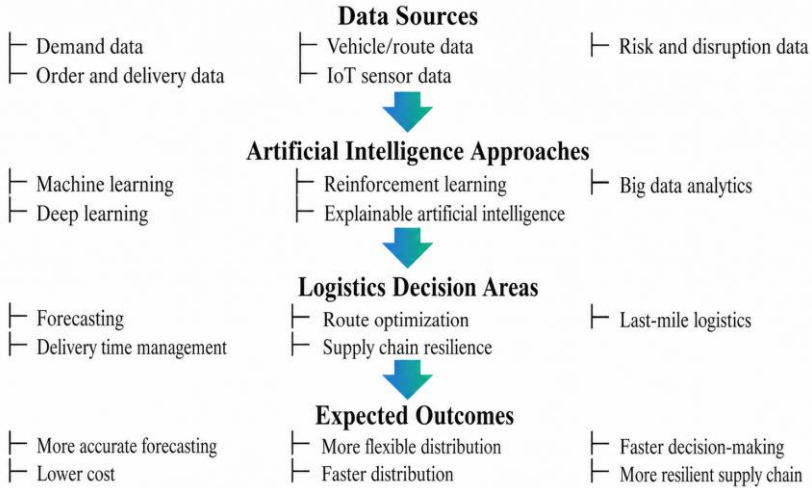 Data Sources
Demand data
Vehicle/route data
Risk and disruption data
Order and delivery data
IoT sensor data
Artificial Intelligence Approaches
Machine learning
Reinforcement learning
Big data analytics
Deep learning
Explainable artificial intelligence
Logistics Decision Areas
Forecasting
Route optimization
Last-mile logistics
Delivery time management
Supply chain resilience
Expected Outcomes
More accurate forecasting
More flexible distribution
Faster decision-making
Lower cost
Faster distribution
More resilient supply chain